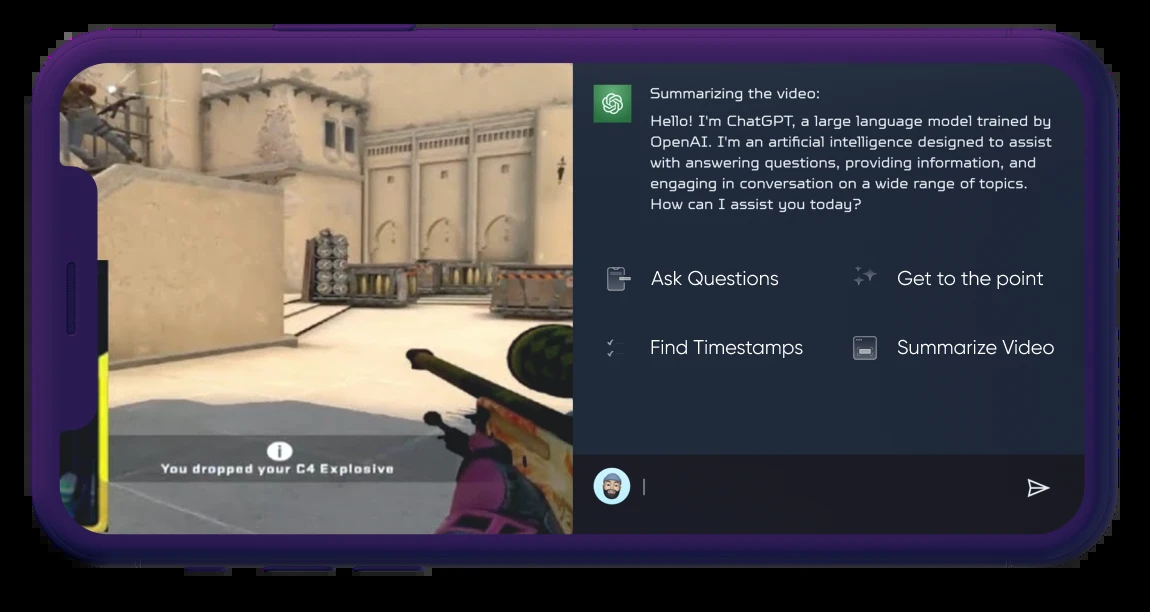 You dropped your C4 Explosive
Summarizing the video:
Hello! I'm ChatGPT, a large language model trained by
OpenAI. I'm an artificial intelligence designed to assist
with answering questions, providing information, and
engaging in conversation on a wide range of topics.
How can I assist you today?
Ask Questions
Get to the point
Find Timestamps
Summarize Video